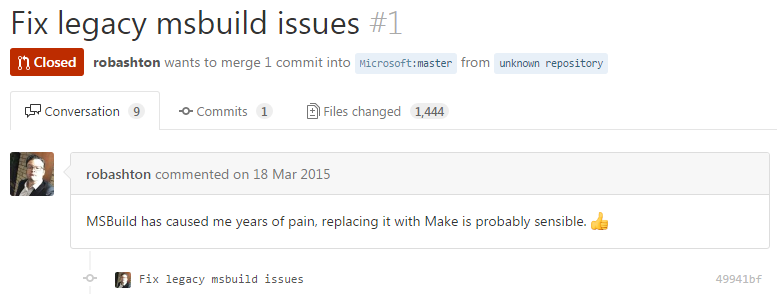 Fix legacy msbuild issues #1
Closed robashton wants to merge 1 commit into Microsoft:master from unknown repository
Conversation 9 Commits 1 Files changed 1,444
robashton commented on 18 Mar 2015
MSBuild has caused me years of pain, replacing it with Make is probably sensible. 👍
Fix legacy msbuild issues 49941bf